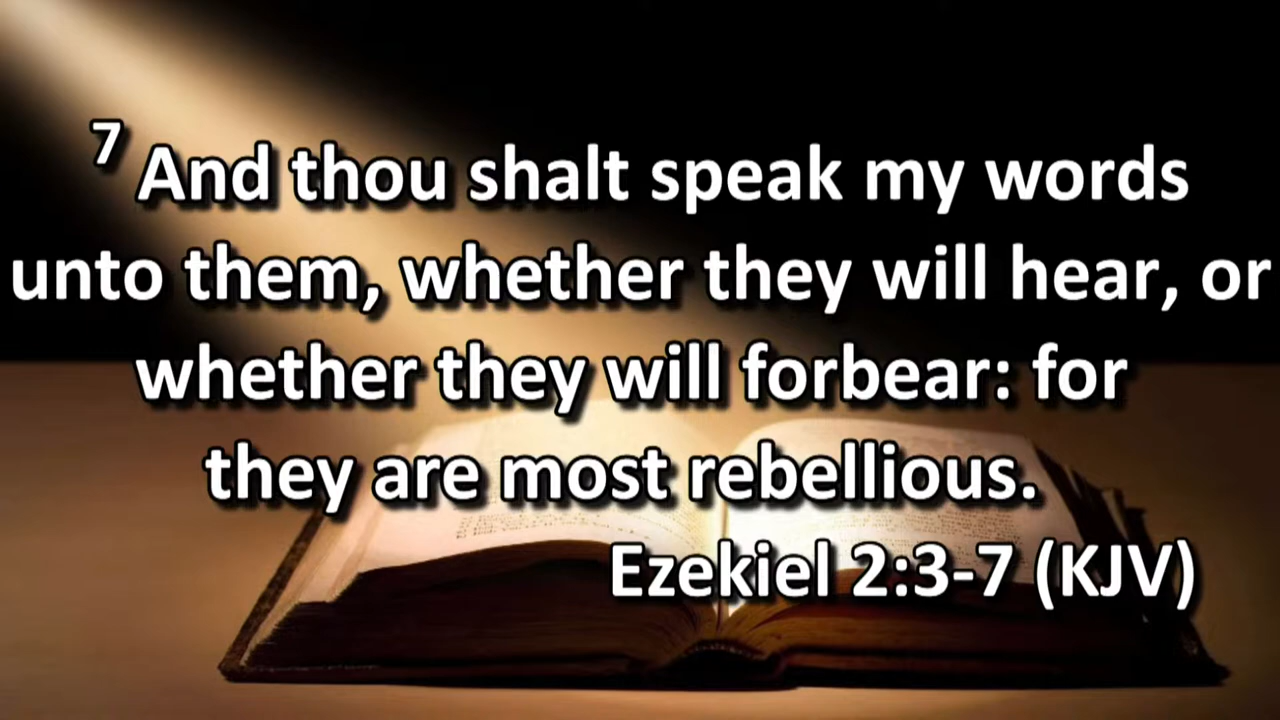 7 And thou shalt speak my words
unto them, whether they will hear, or
whether they will forbear: for
they are most rebellious.
Ezekiel 2:3-7 (KJV)